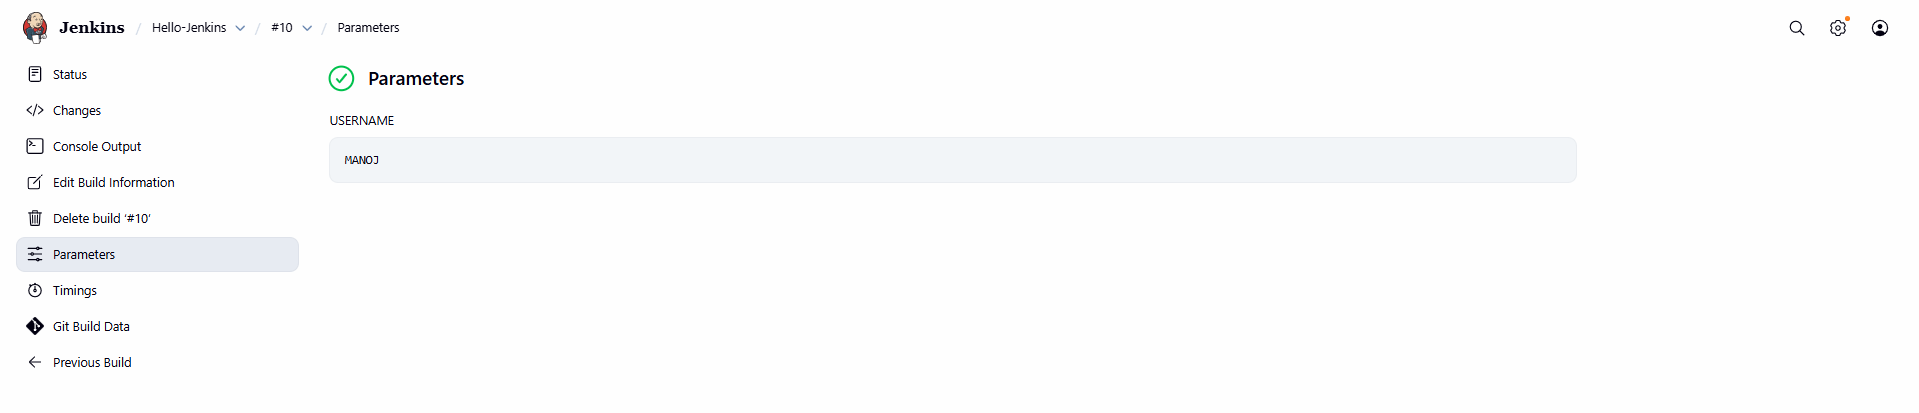 Jenkins / Hello-Jenkins / #10 / Parameters
Status
Changes
Console Output
Edit Build Information
Delete build ‘#10’
Parameters
Timings
Git Build Data
Previous Build
Parameters
USERNAME
MANOJ